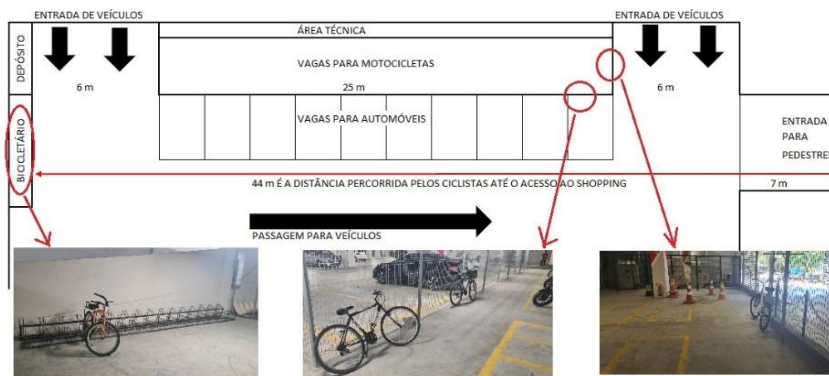 ENTRADA DE VEÍCULOS
ENTRADA DE VEÍCULOS
ÁREA TÉCNICA
DEPÓSITO
VAGAS PARA MOTOCICLETAS
6 m
25 m
6 m
BICICLETÁRIO
VAGAS PARA AUTOMÓVEIS
ENTRADA
PARA
PEDESTRES
44 m É A DISTÂNCIA PERCORRIDA PELOS CICLISTAS ATÉ O ACESSO AO SHOPPING
7 m
PASSAGEM PARA VEÍCULOS